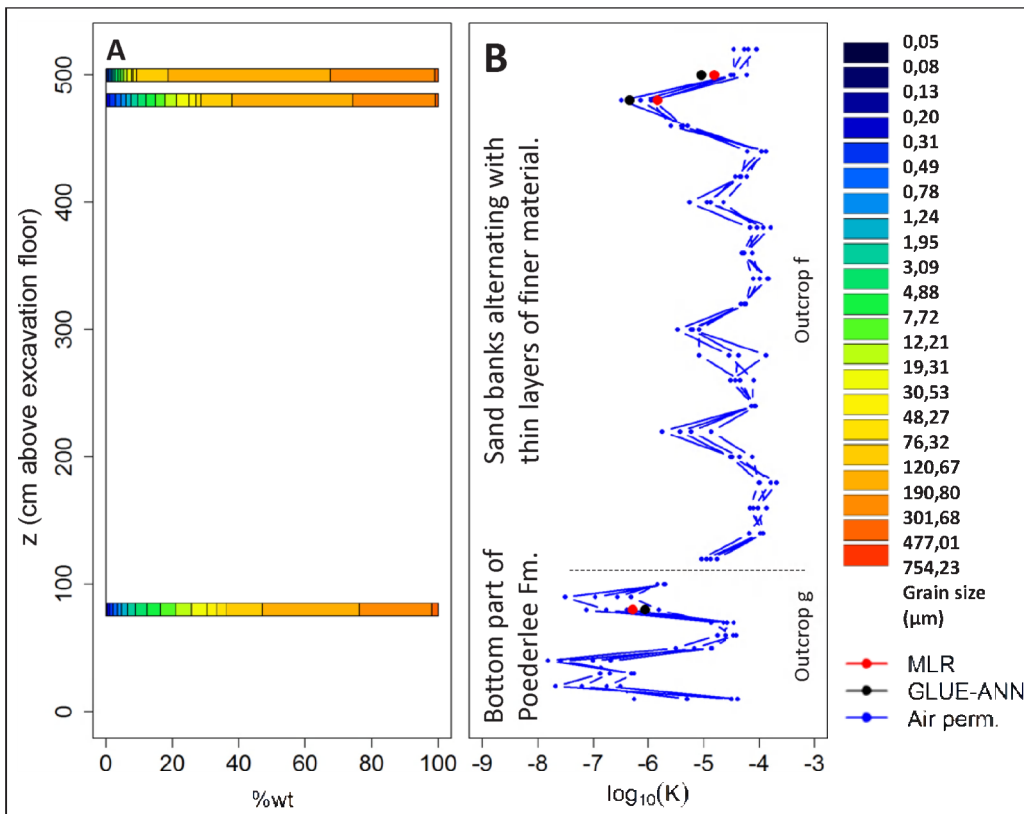 A
z (cm above excavation floor)
500
400
300
200
100
0
0
20
40
60
80
100
%wt
B
Sand banks alternating with
thin layers of finer material.
Outcrop f
Bottom part of
Poederlee Fm.
Outcrop g
-9
-8
-7
-6
-5
-4
-3
log10(K)
0,05
0,08
0,13
0,20
0,31
0,49
0,78
1,24
1,95
3,09
4,88
7,72
12,21
19,31
30,53
48,27
76,32
120,67
190,80
301,68
477,01
754,23
Grain size
(µm)
MLR
GLUE-ANN
Air perm.